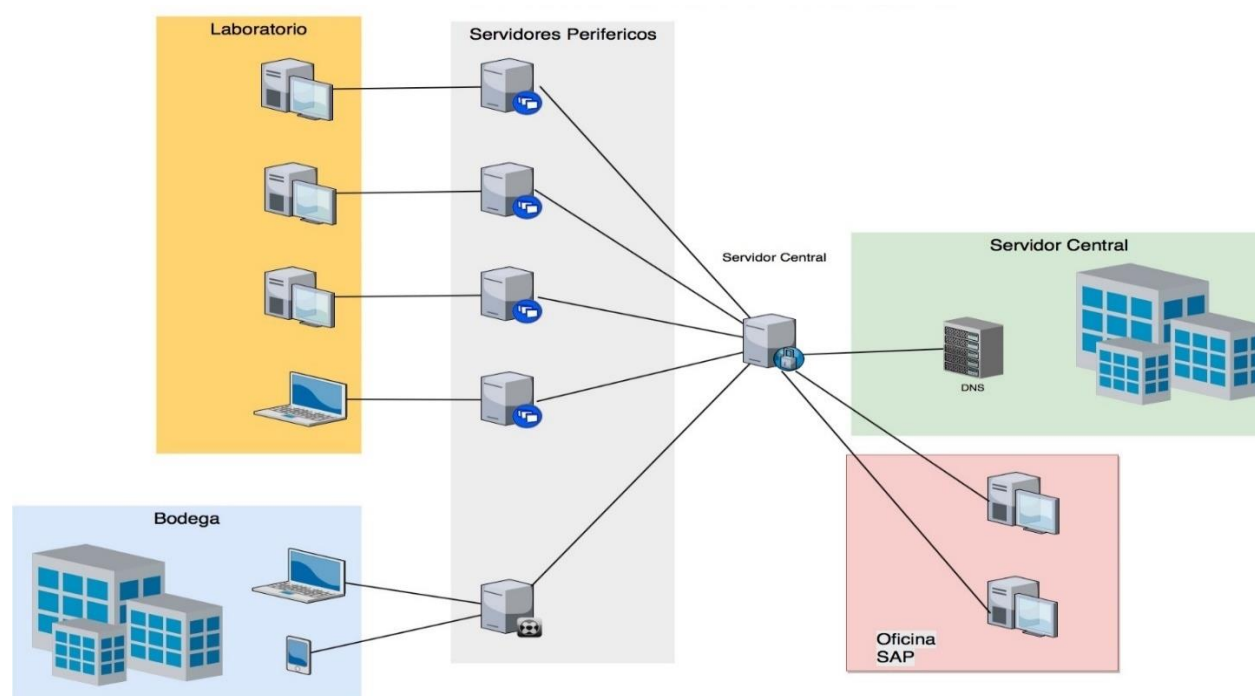 Laboratorio
Servidores Perifericos
Servidor Central
Servidor Central
DNS
Bodega
Oficina
SAP